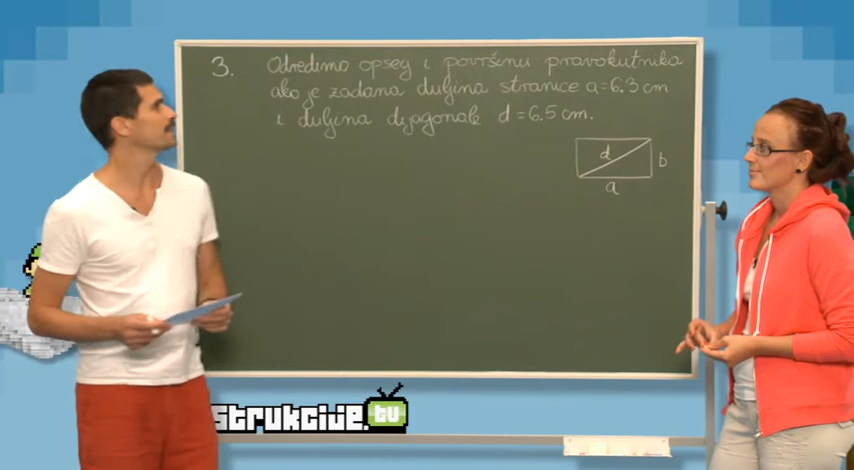 3. Odredimo opseg i površinu pravokutnika
ako je zadana duljina stranice a=6.3 cm
i duljina dijagonale d=6.5 cm.
d
b
a
strukcije.tv